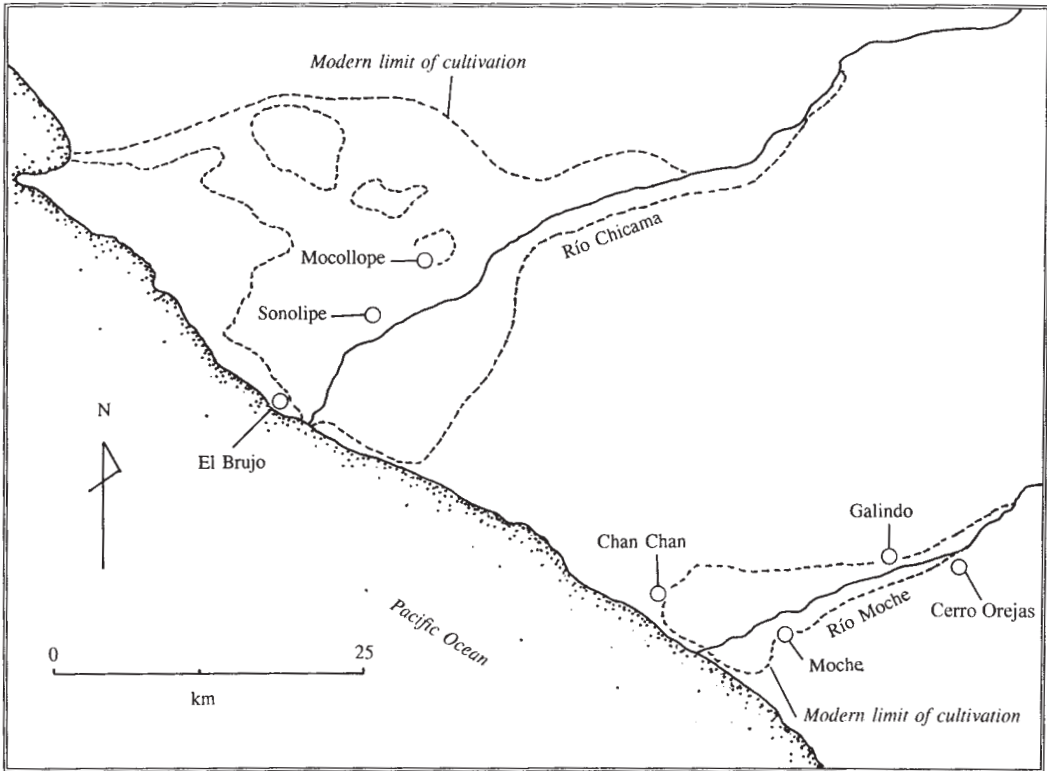 Modern limit of cultivation
Río Chicama
Mocollope
Sonolipe
N
El Brujo
Galindo
Chan Chan
Río Moche
Cerro Orejas
Pacific Ocean
0 25
Moche
km
Modern limit of cultivation